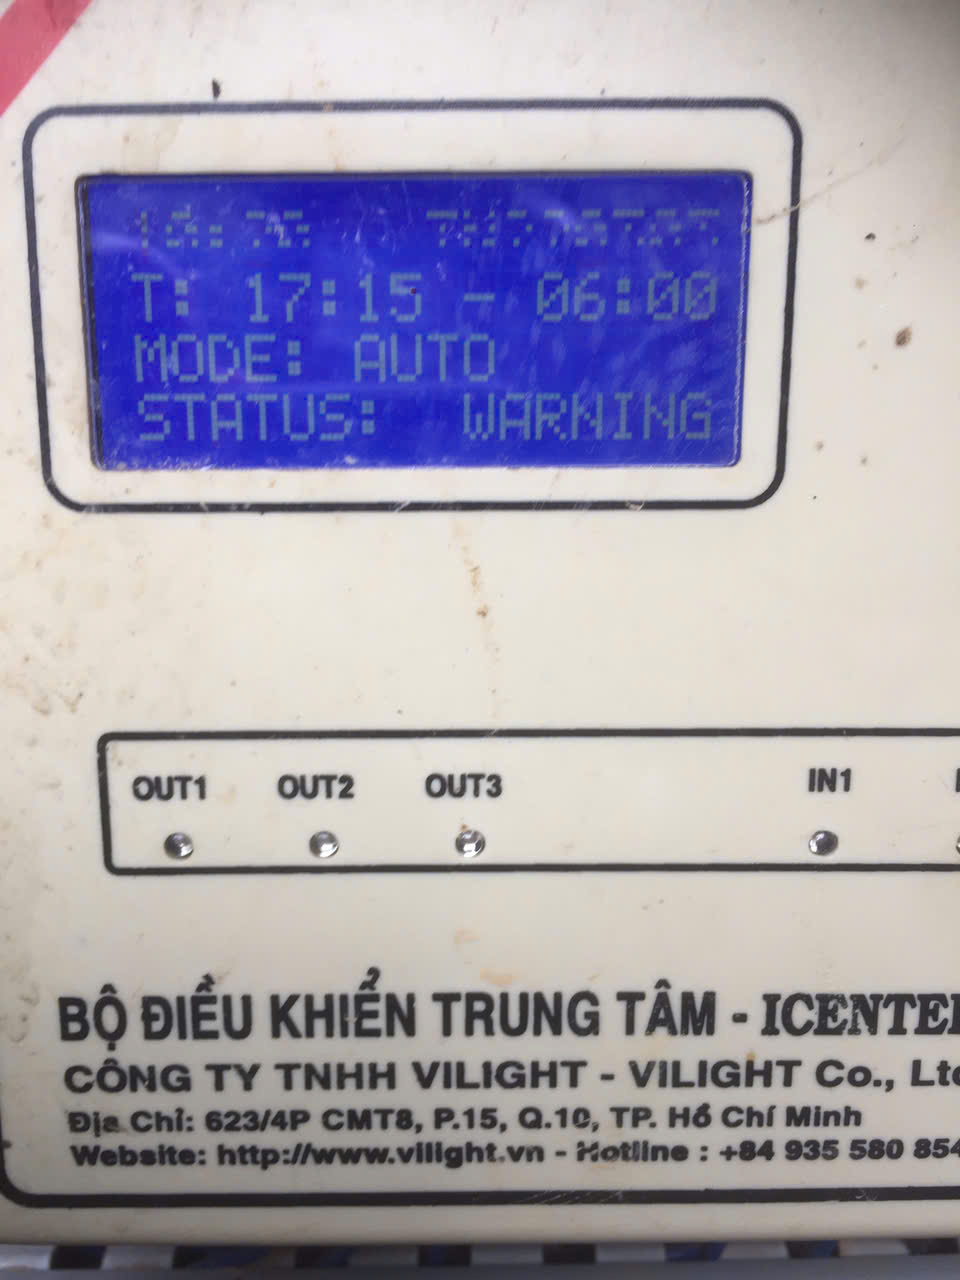 T: 17:15 - 06:00
MODE: AUTO
STATUS: WARNING
OUT1 OUT2 OUT3 IN1
BỘ ĐIỀU KHIỂN TRUNG TÂM - ICENTE
CÔNG TY TNHH VILIGHT - VILIGHT Co., Ltd
Địa Chỉ: 623/4P CMT8, P.15, Q.10, TP. Hồ Chí Minh
Website: http://www.vilight.vn - Hotline : +84 935 580 854